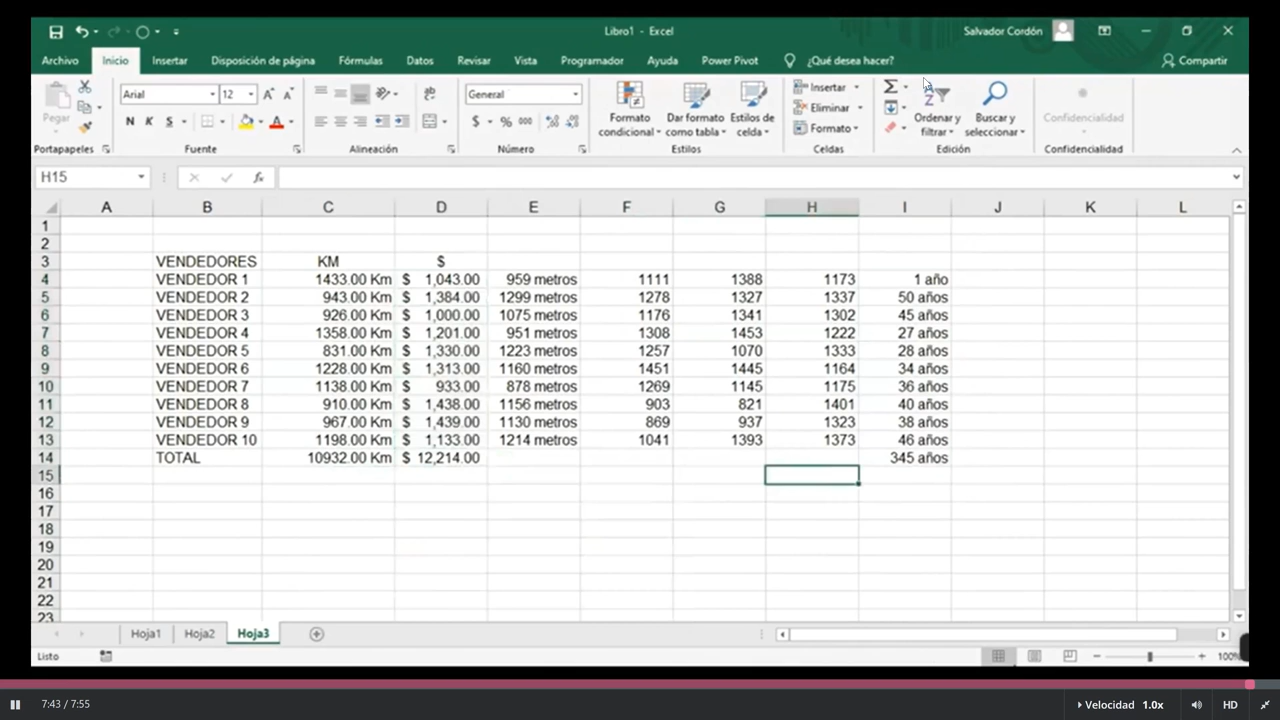 Libro1 - Excel
Salvador Cordón
Archivo Inicio Insertar Disposición de página Fórmulas Datos Revisar Vista Programador Ayuda Power Pivot ¿Qué desea hacer? Compartir
Pegar
Arial 12
N K S
General
$ % 000
Formato condicional
Dar formato como tabla
Estilos de celda
Insertar
Eliminar
Formato
Ordenar y filtrar
Buscar y seleccionar
Confidencialidad
Portapapeles Fuente Alineación Número Estilos Celdas Edición Confidencialidad
H15 fx
A B C D E F G H I J K L
1
2
3 VENDEDORES KM $
4 VENDEDOR 1 1433.00 Km $ 1,043.00 959 metros 1111 1388 1173 1 año
5 VENDEDOR 2 943.00 Km $ 1,384.00 1299 metros 1278 1327 1337 50 años
6 VENDEDOR 3 926.00 Km $ 1,000.00 1075 metros 1176 1341 1302 45 años
7 VENDEDOR 4 1358.00 Km $ 1,201.00 951 metros 1308 1453 1222 27 años
8 VENDEDOR 5 831.00 Km $ 1,330.00 1223 metros 1257 1070 1333 28 años
9 VENDEDOR 6 1228.00 Km $ 1,313.00 1160 metros 1451 1445 1164 34 años
10 VENDEDOR 7 1138.00 Km $ 933.00 878 metros 1269 1145 1175 36 años
11 VENDEDOR 8 910.00 Km $ 1,438.00 1156 metros 903 821 1401 40 años
12 VENDEDOR 9 967.00 Km $ 1,439.00 1130 metros 869 937 1323 38 años
13 VENDEDOR 10 1198.00 Km $ 1,133.00 1214 metros 1041 1393 1373 46 años
14 TOTAL 10932.00 Km $ 12,214.00 345 años
15
16
17
18
19
20
21
22
23
Hoja1 Hoja2 Hoja3
Listo 100%
7:43 / 7:55 Velocidad 1.0x HD